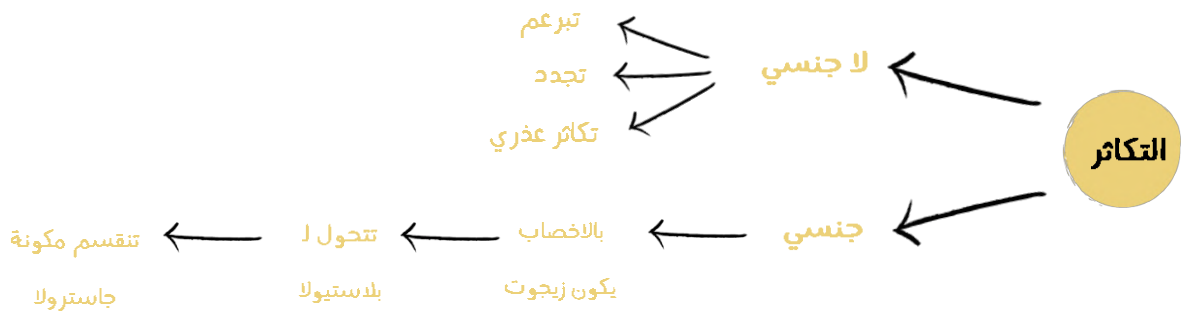 التكاثر
لا جنسي
تبرعم
تجدد
تكاثر عذري
جنسي
بالاخصاب
يكون زيجوت
تتحول لـ
بلاستيولا
تنقسم مكونة
جاسترولا